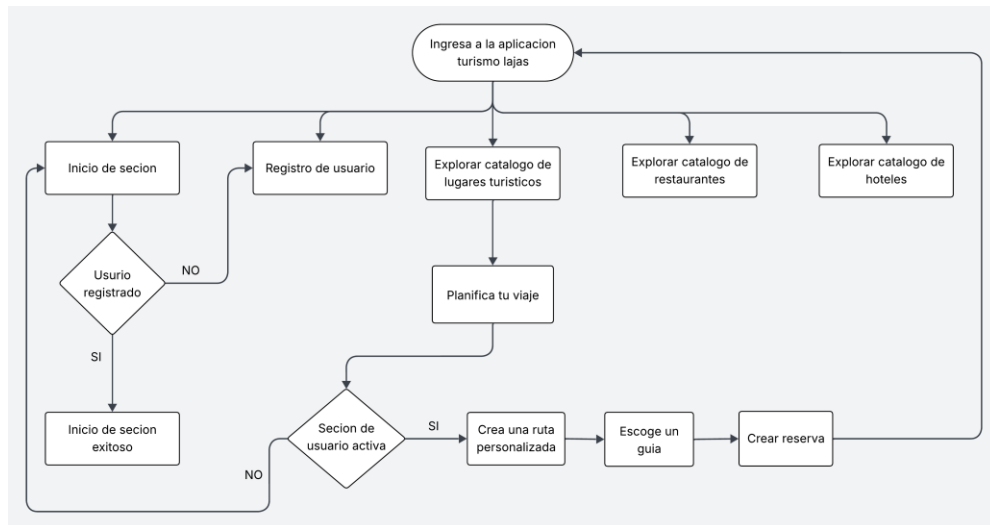 Ingresa a la aplicacion
turismo lajas
Inicio de secion
Registro de usuario
Explorar catalogo de
lugares turisticos
Explorar catalogo de
restaurantes
Explorar catalogo de
hoteles
Usurio
registrado
NO
Planifica tu viaje
SI
Inicio de secion
exitoso
Secion de
usuario activa
SI
Crea una ruta
personalizada
Escoge un
guia
Crear reserva
NO